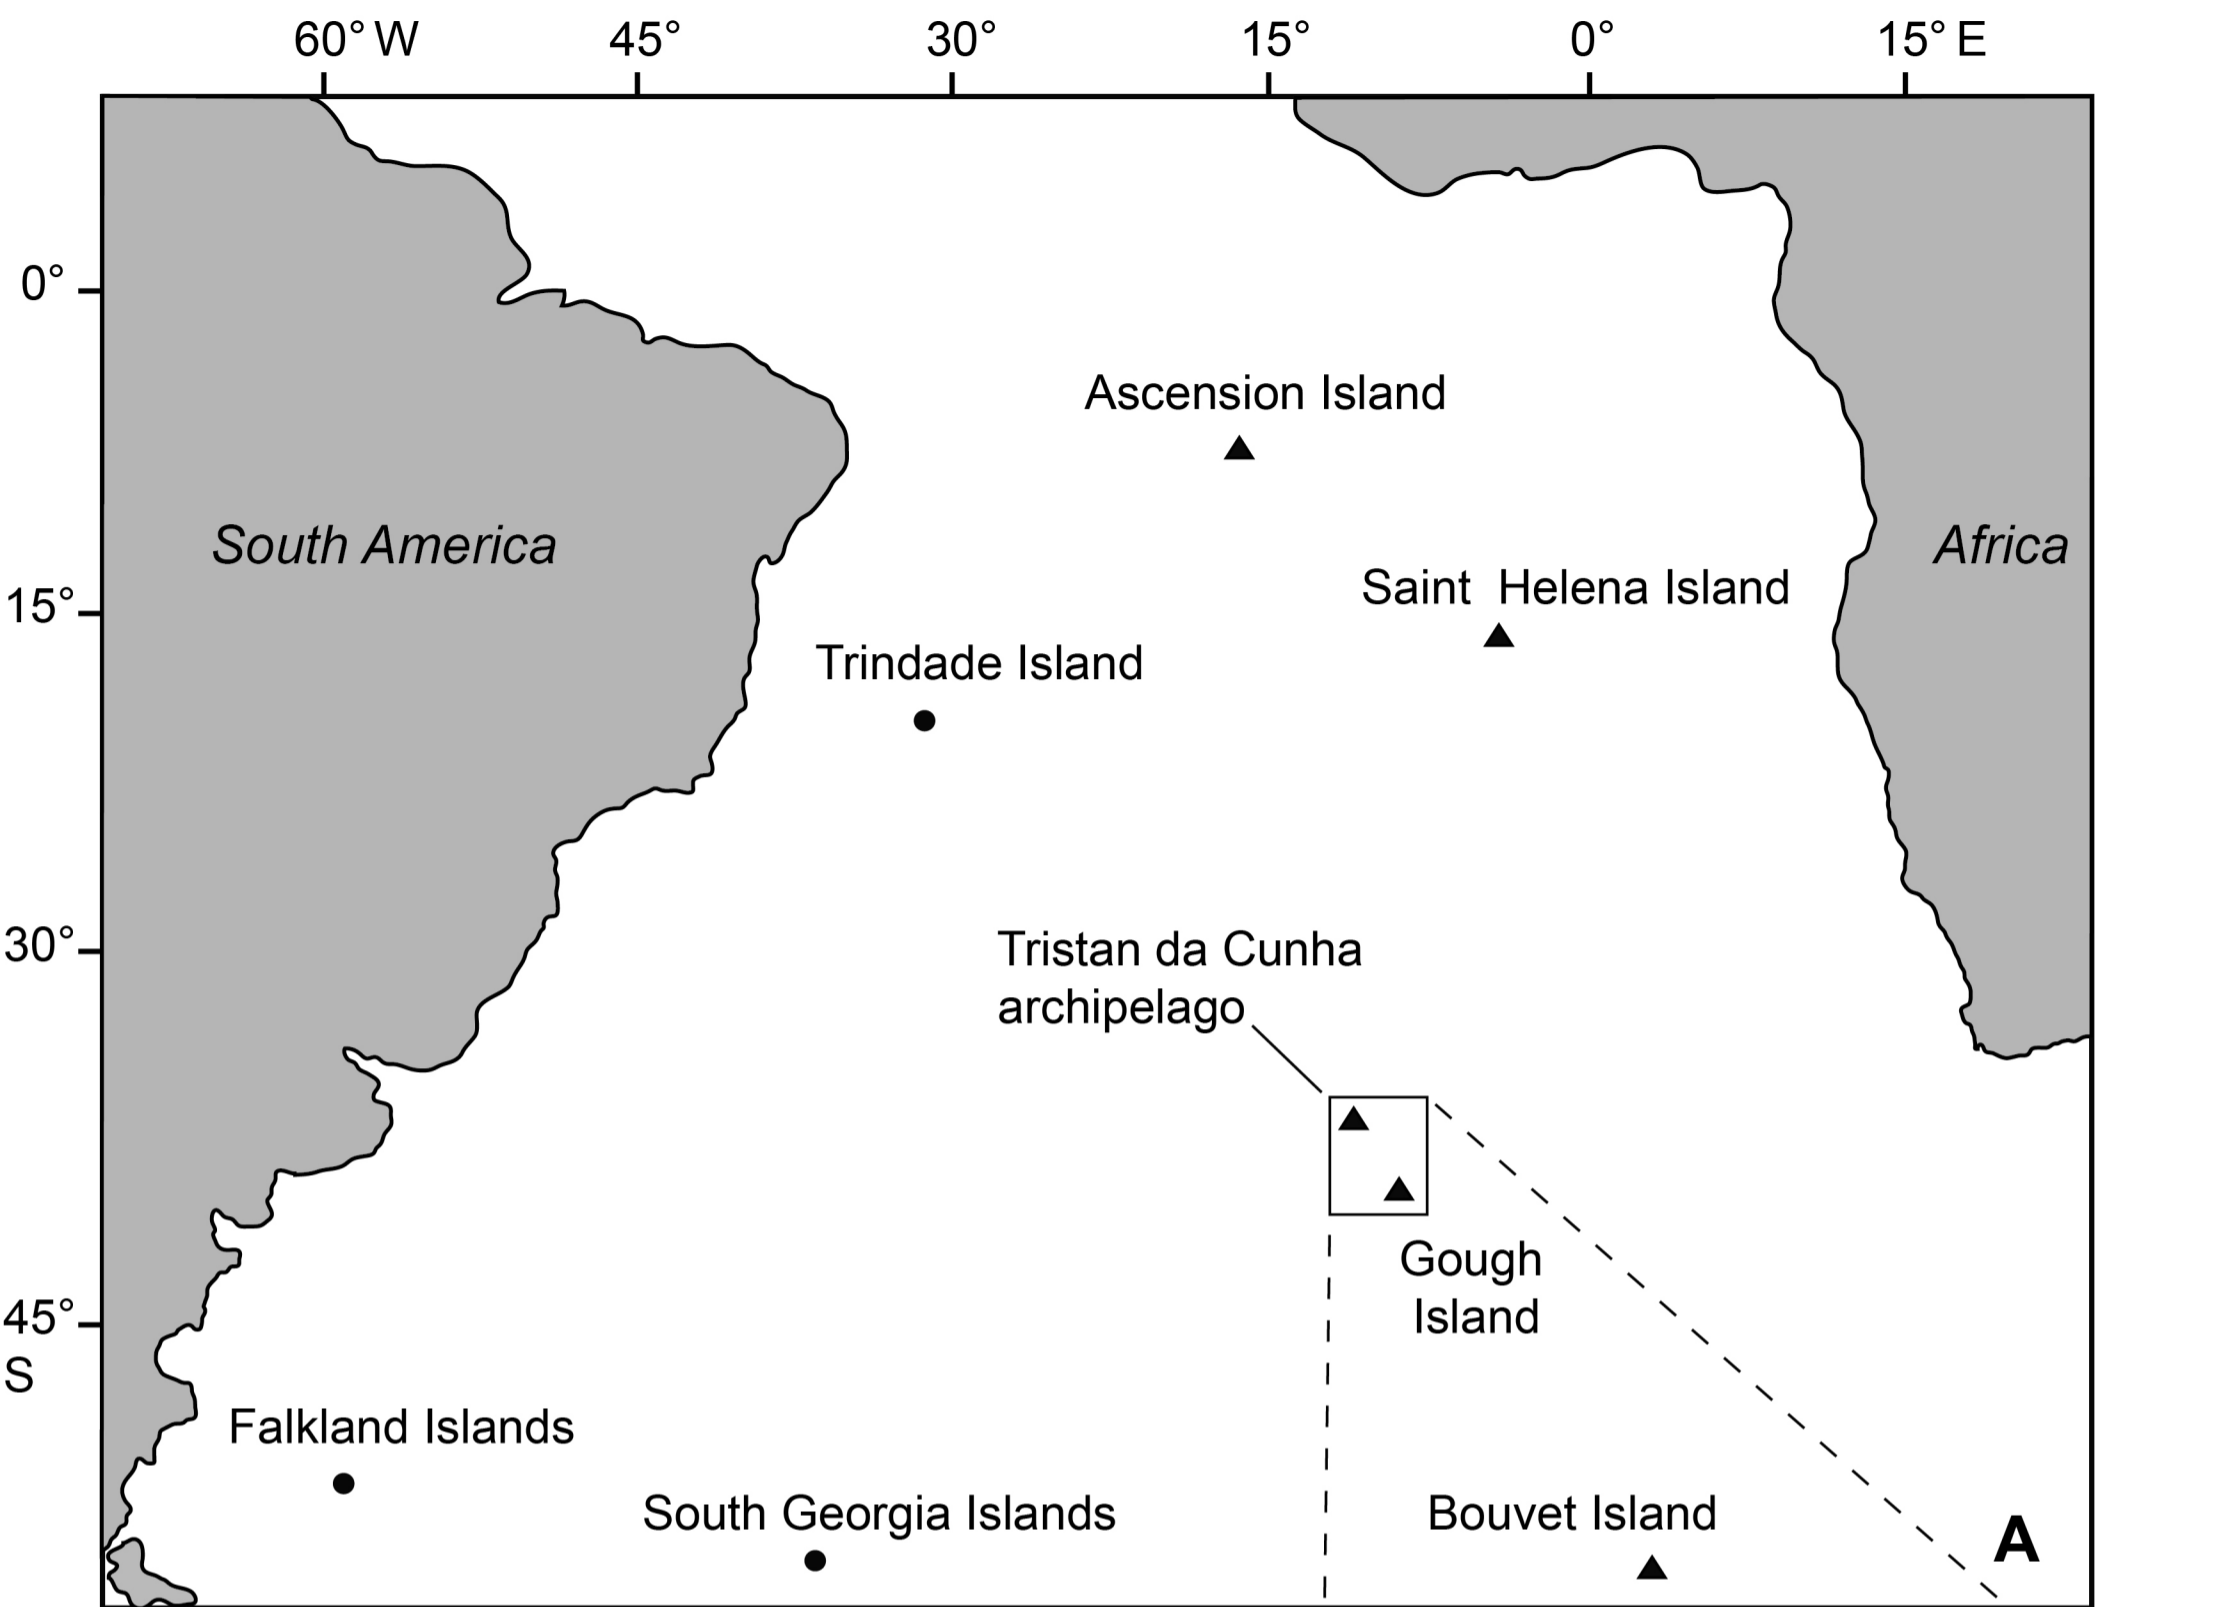 60° W 45° 30° 15° 0° 15° E
0°
Ascension Island
South America
Africa
Saint Helena Island
15°
Trindade Island
30°
Tristan da Cunha
archipelago
Gough
Island
45°
S
Falkland Islands
South Georgia Islands
Bouvet Island
A